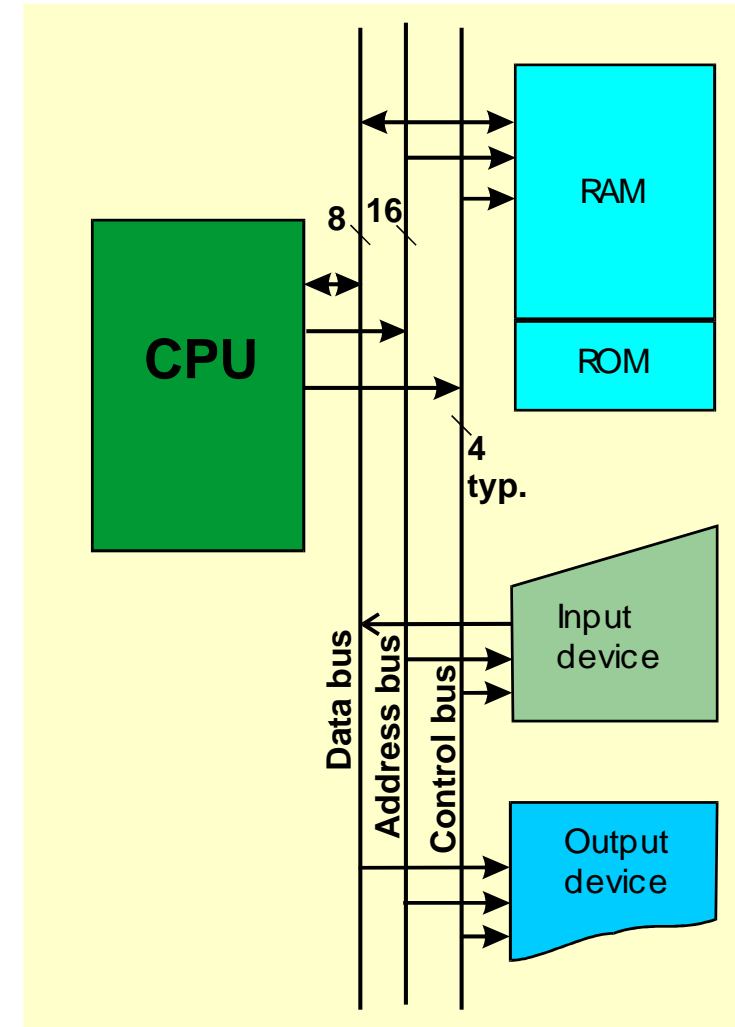 RAM
8
16
CPU
ROM
4
typ.
Input
device
Data bus
Address bus
Control bus
Output
device